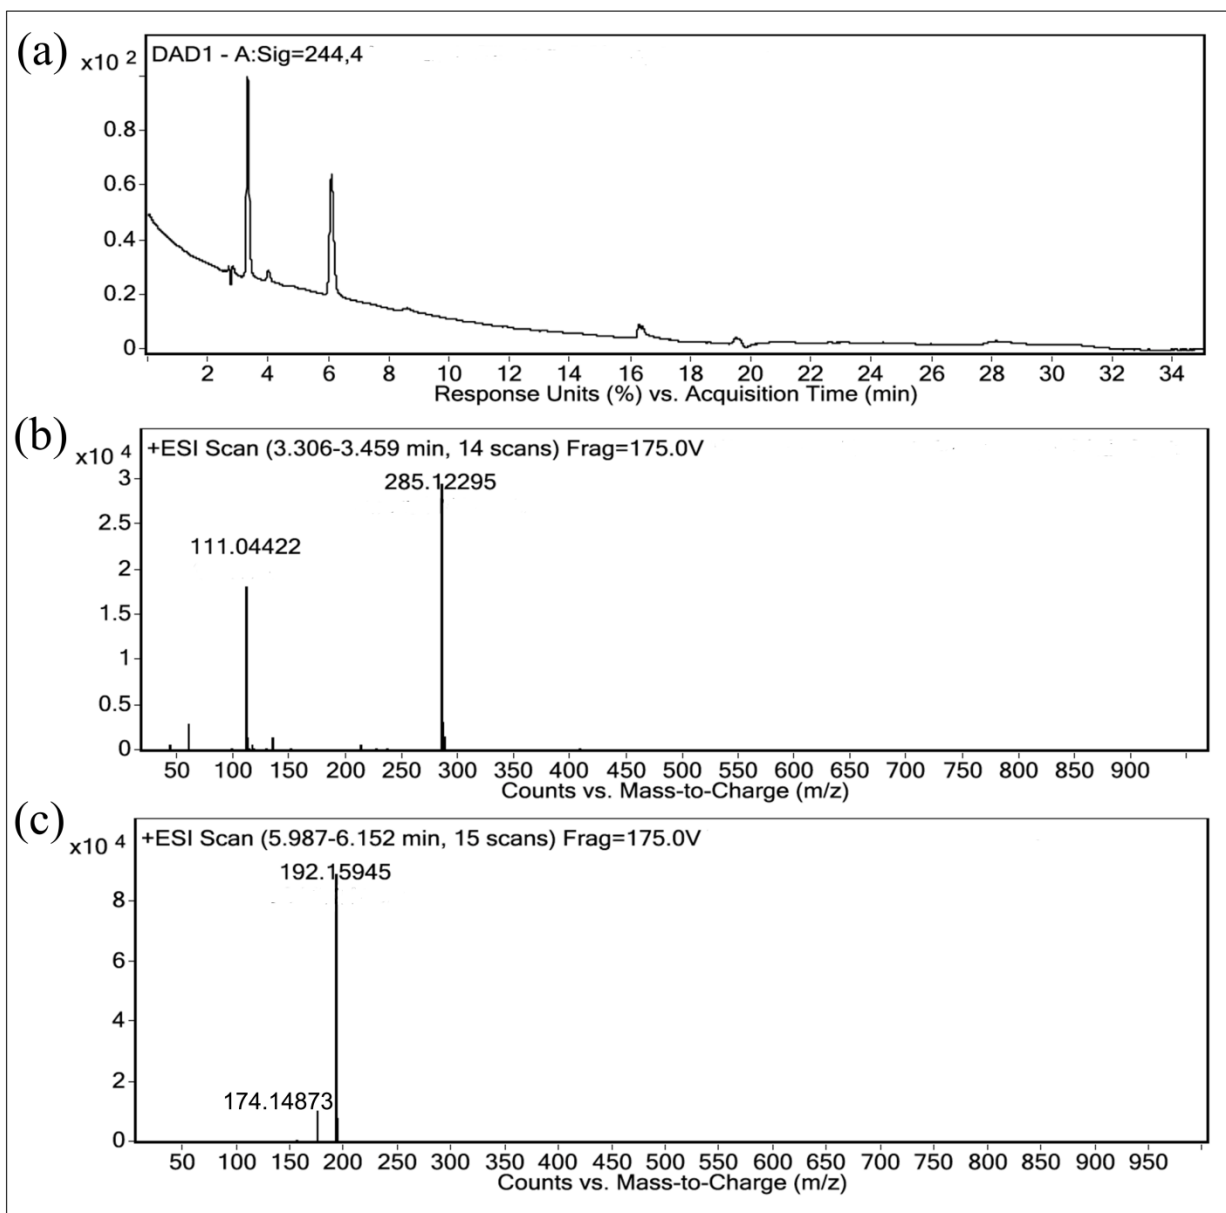 (a)
x10 2
DAD1 - A:Sig=244,4
0.8
0.6
0.4
0.2
0
2 4 6 8 10 12 14 16 18 20 22 24 26 28 30 32 34
Response Units (%) vs. Acquisition Time (min)
(b)
x10 4
+ESI Scan (3.306-3.459 min, 14 scans) Frag=175.0V
285.12295
111.04422
3
2.5
2
1.5
1
0.5
0
50 100 150 200 250 300 350 400 450 500 550 600 650 700 750 800 850 900
Counts vs. Mass-to-Charge (m/z)
(c)
x10 4
+ESI Scan (5.987-6.152 min, 15 scans) Frag=175.0V
192.15945
174.14873
8
6
4
2
0
50 100 150 200 250 300 350 400 450 500 550 600 650 700 750 800 850 900 950
Counts vs. Mass-to-Charge (m/z)